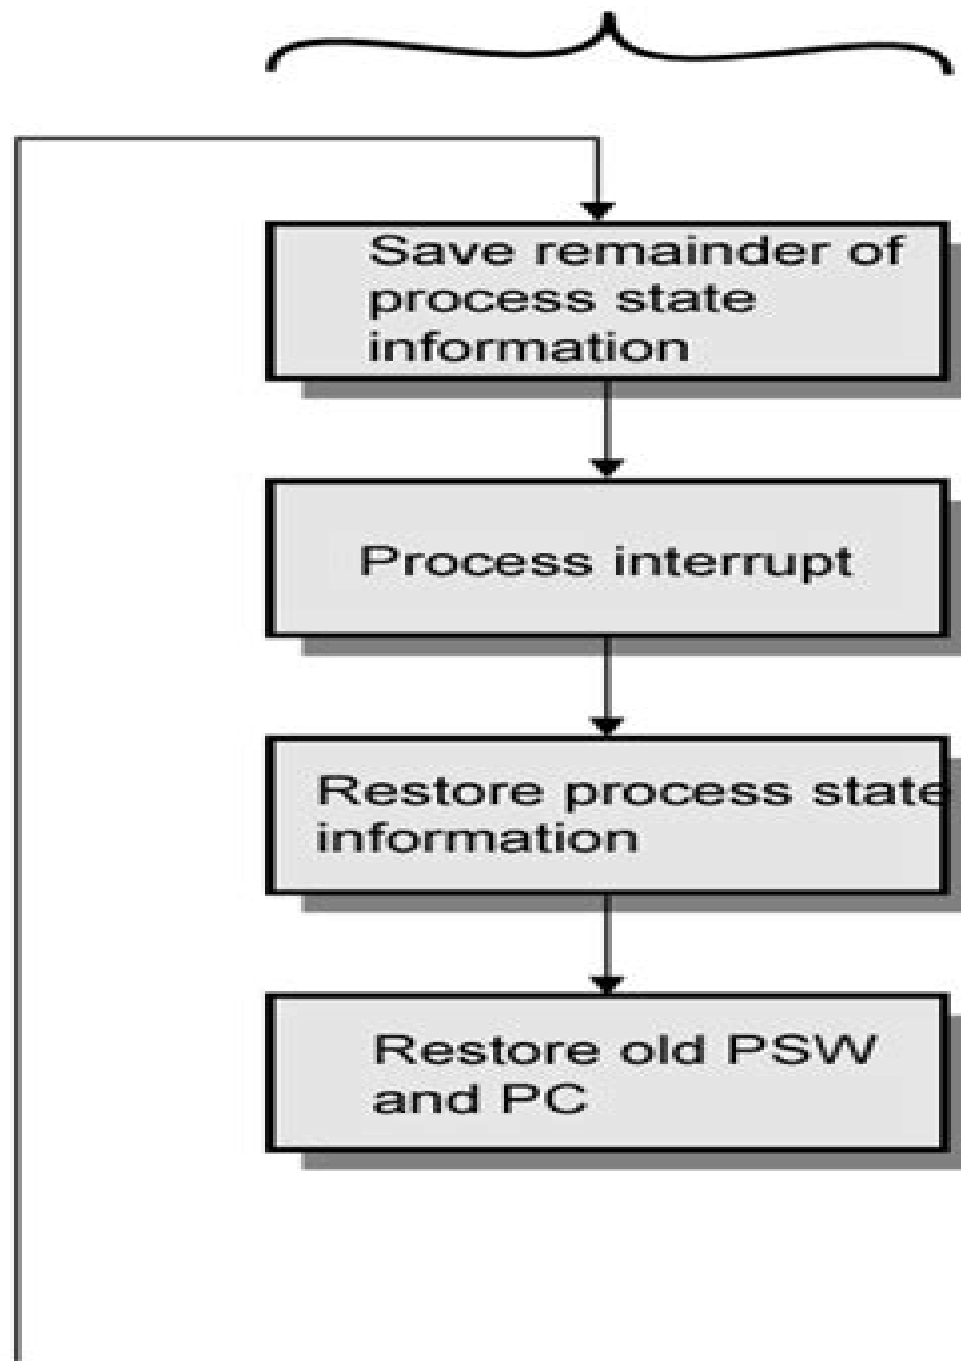 Save remainder of
process state
information
Process interrupt
Restore process state
information
Restore old PSW
and PC